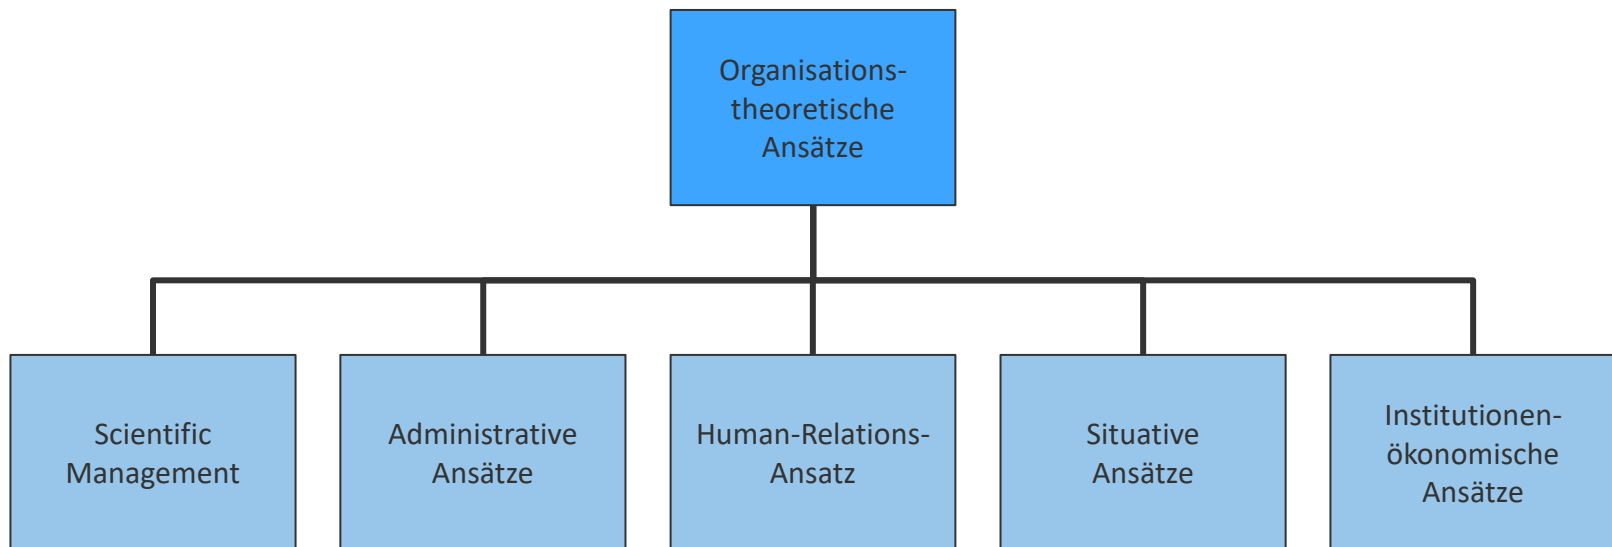 Organisations-
theoretische
Ansätze
Scientific
Management
Administrative
Ansätze
Human-Relations-
Ansatz
Situative
Ansätze
Institutionen-
ökonomische
Ansätze